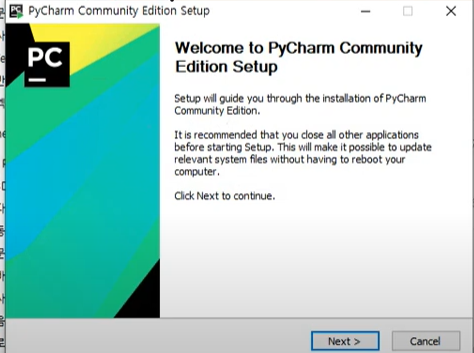 PyCharm Community Edition Setup
PC
Welcome to PyCharm Community
Edition Setup
Setup will guide you through the installation of PyCharm
Community Edition.
It is recommended that you close all other applications
before starting Setup. This will make it possible to update
relevant system files without having to reboot your
computer.
Click Next to continue.
Next >
Cancel